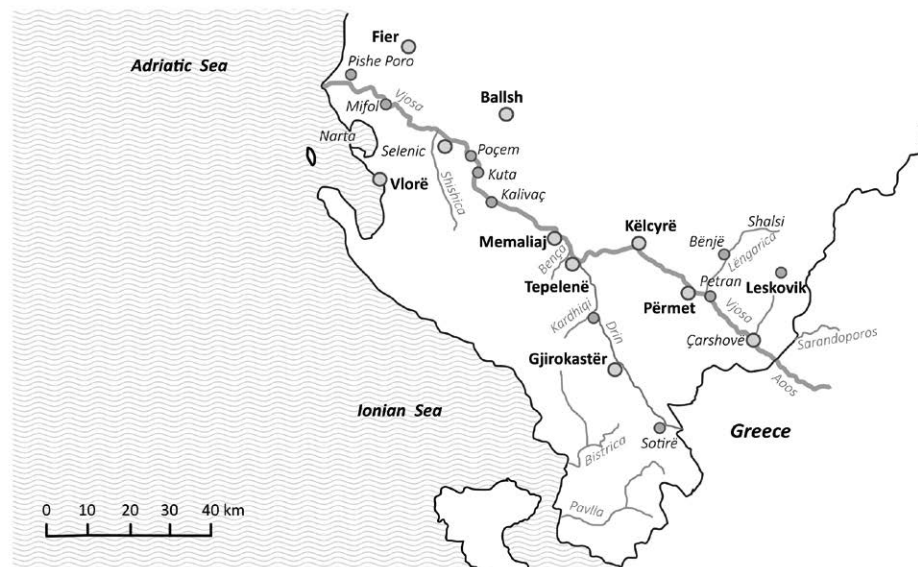 Fier
Adriatic Sea
Pishe Poro
Vjosa
Ballsh
Mifol
Narta
Selenic
Poçem
Kuta
Vlorë
Shishica
Kalivaç
Këlcyrë
Shalsi
Memaliaj
Bënjë
Lëngarica
Bença
Tepelenë
Petran
Leskovik
Përmet
Vjosa
Kardhiqi
Drin
Çarshovë
Sarandoporos
Gjirokastër
Aoos
Ionian Sea
Greece
Sotirë
Bistrica
Pavlla
0 10 20 30 40 km